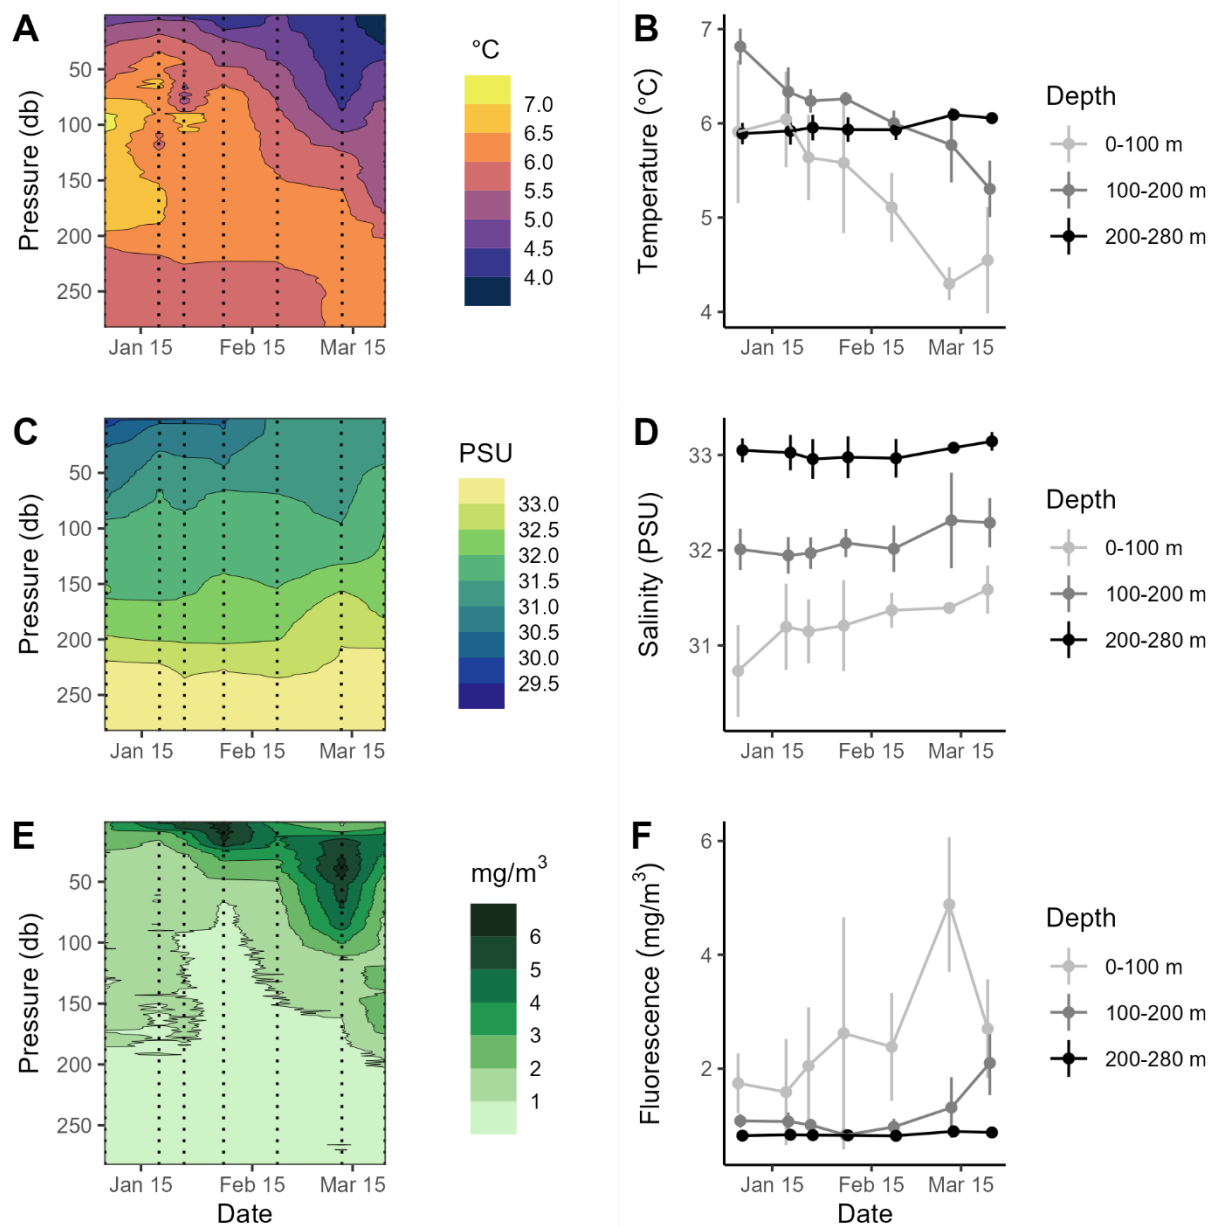 A
°C
50
100
150
200
250
Pressure (db)
7.0
6.5
6.0
5.5
5.0
4.5
4.0
Jan 15 Feb 15 Mar 15
B
7
6
5
4
Temperature (°C)
Depth
0-100 m
100-200 m
200-280 m
Jan 15 Feb 15 Mar 15
C
PSU
50
100
150
200
250
Pressure (db)
33.0
32.5
32.0
31.5
31.0
30.5
30.0
29.5
Jan 15 Feb 15 Mar 15
D
33
32
31
Salinity (PSU)
Depth
0-100 m
100-200 m
200-280 m
Jan 15 Feb 15 Mar 15
E
mg/m³
50
100
150
200
250
Pressure (db)
6
5
4
3
2
1
Jan 15 Feb 15 Mar 15
Date
F
6
4
2
Fluorescence (mg/m³)
Depth
0-100 m
100-200 m
200-280 m
Jan 15 Feb 15 Mar 15
Date